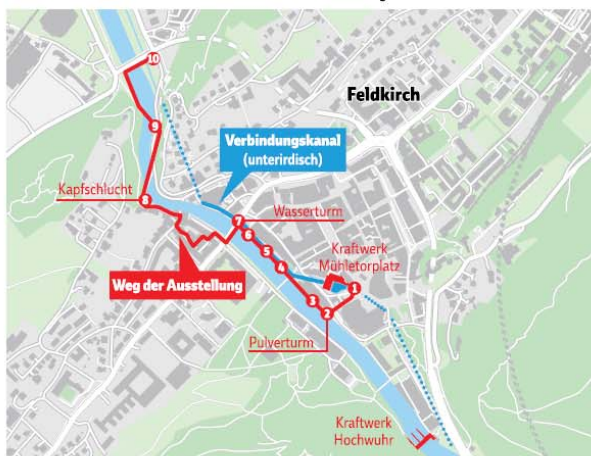 10
Feldkirch
9
Verbindungskanal
(unterirdisch)
Kapfschlucht
8
Wasserturm
7
6
Kraftwerk
Mühletorplatz
5
4
Weg der Ausstellung
1
3
2
Pulverturm
Kraftwerk
Hochwuhr